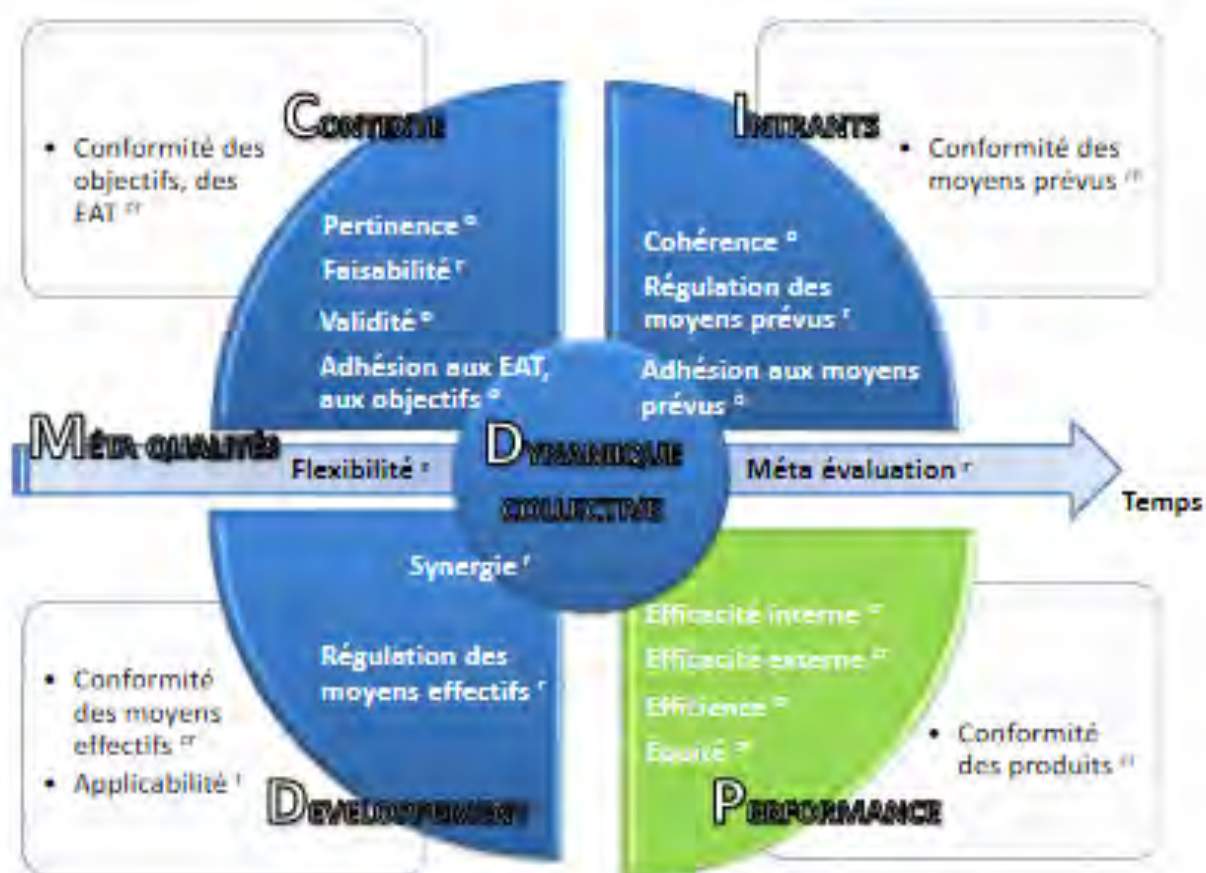 CONTEXTE
• Conformité des
objectifs, des
EAT
Pertinence
Faisabilité
Validité
Adhésion aux EAT,
aux objectifs
INTRANTS
• Conformité des
moyens prévus
Cohérence
Régulation des
moyens prévus
Adhésion aux moyens
prévus
MÉTA QUALITÉS
Flexibilité
DYNAMIQUE
COLLECTIVE
Méta évaluation
Temps
Synergie
Régulation des
moyens effectifs
• Conformité
des moyens
effectifs
• Applicabilité
DEVELOPPEMENT
Efficacité interne
Efficacité externe
Efficience
Equité
• Conformité
des produits
PERFORMANCE